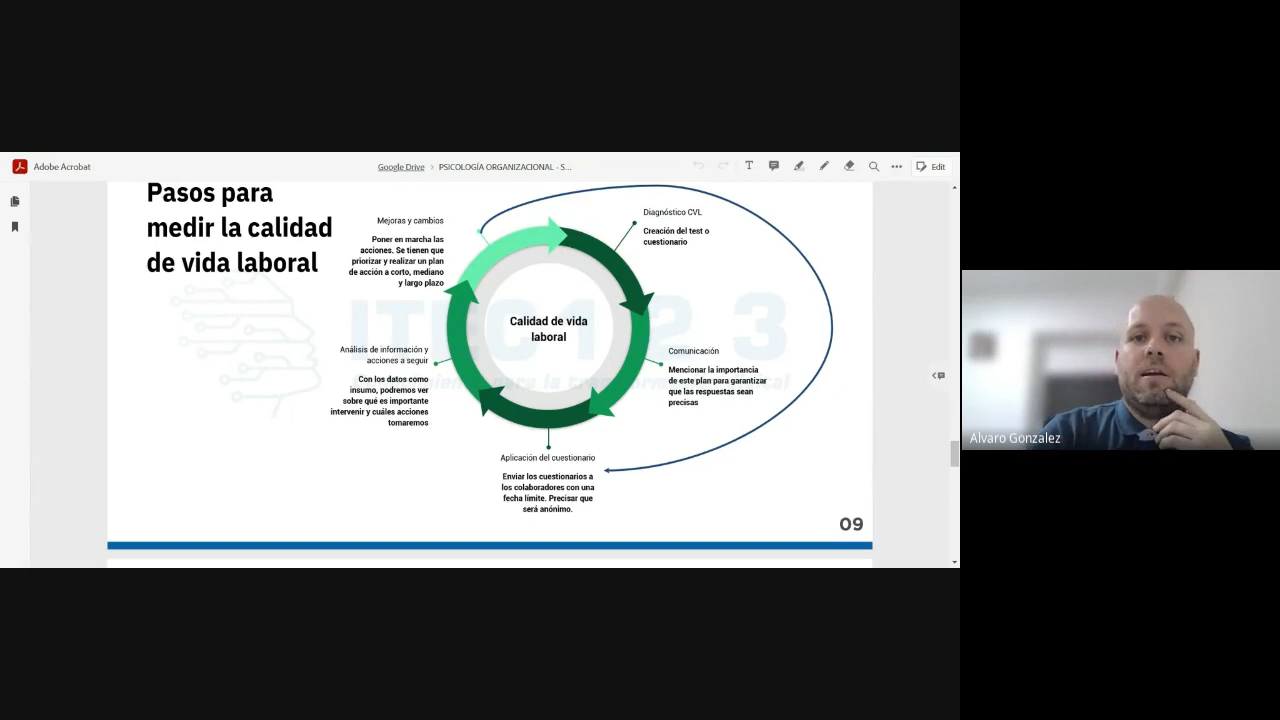 Adobe Acrobat
Google Drive > PSICOLOGÍA ORGANIZACIONAL - S...
Edit
Pasos para
medir la calidad
de vida laboral
Mejoras y cambios
Poner en marcha las
acciones. Se tienen que
priorizar y realizar un plan
de acción a corto, mediano
y largo plazo
Diagnóstico CVL
Creación del test o
cuestionario
Calidad de vida
laboral
Análisis de información y
acciones a seguir
Con los datos como
insumo, podremos ver
sobre qué es importante
intervenir y cuáles acciones
tomaremos
Comunicación
Mencionar la importancia
de este plan para garantizar
que las respuestas sean
precisas
Aplicación del cuestionario
Enviar los cuestionarios a
los colaboradores con una
fecha límite. Precisar que
será anónimo.
09
Alvaro Gonzalez